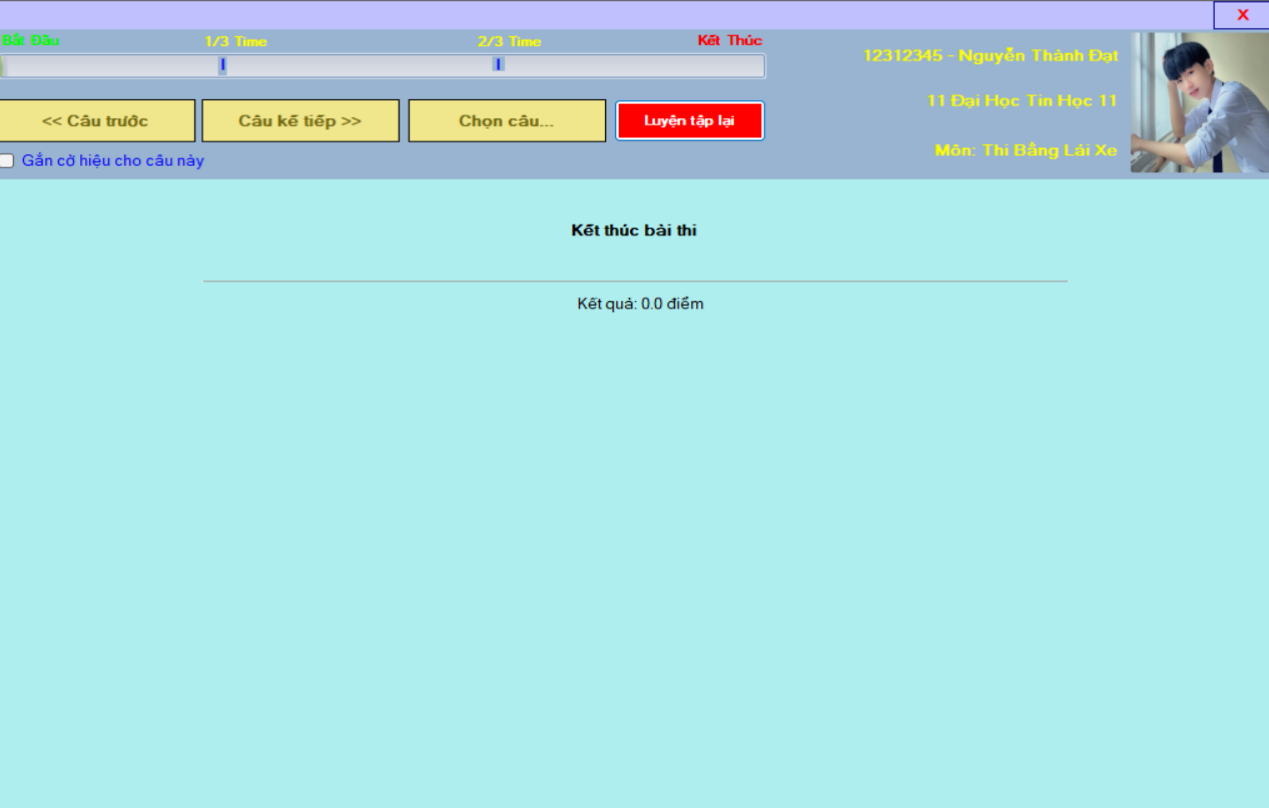 X
Bắt Đầu 1/3 Time 2/3 Time Kết Thúc
12312345 - Nguyễn Thành Đạt
11 Đại Học Tin Học 11
<< Câu trước Câu kế tiếp >> Chọn câu... Luyện tập lại
Môn: Thi Bằng Lái Xe
Gắn cờ hiệu cho câu này
Kết thúc bài thi
Kết quả: 0.0 điểm